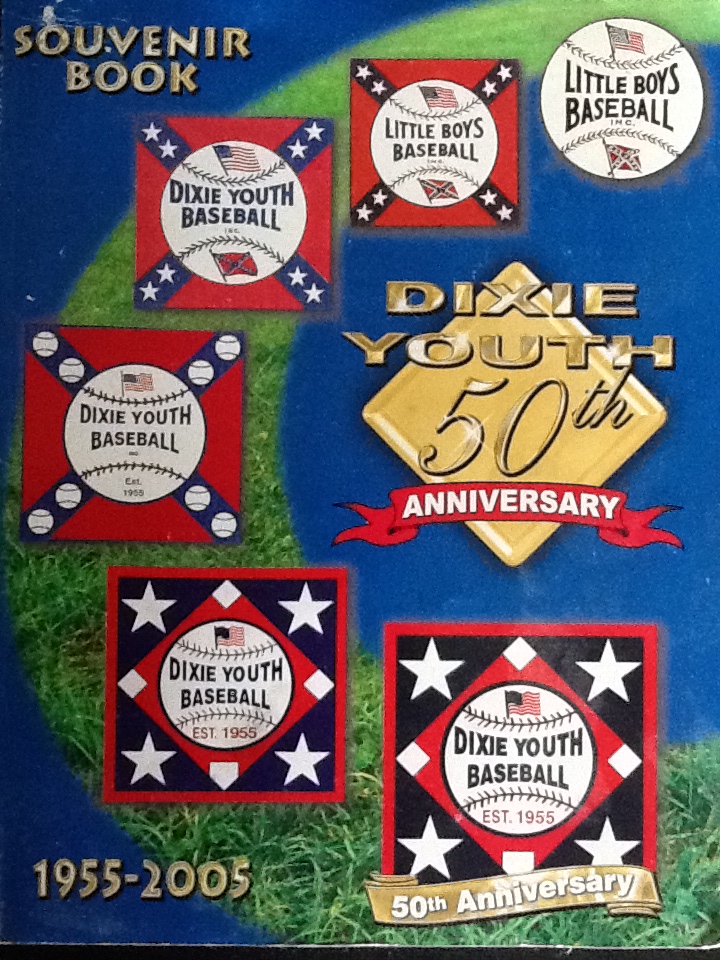 SOUVENIR
BOOK
LITTLE BOYS
BASEBALL
INC.
LITTLE BOYS
BASEBALL
INC.
DIXIE YOUTH
BASEBALL
INC.
DIXIE
YOUTH
50th
ANNIVERSARY
DIXIE YOUTH
BASEBALL
INC
Est.
1955
DIXIE YOUTH
BASEBALL
EST. 1955
DIXIE YOUTH
BASEBALL
EST. 1955
50th Anniversary
1955-2005